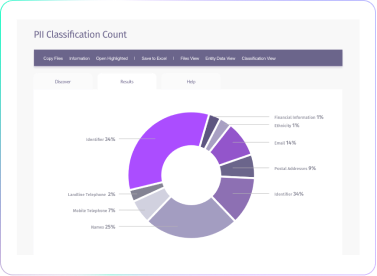 PII Classification Count
Copy Files Information Open Highlighted | Save to Excel | Filter View Entity Data View Classification View
Discover Results Help
Financial Information 1%
Ethnicity 1%
Email 14%
Postal Addresses 9%
Identifier 34%
Identifier 34%
Landline Telephone 2%
Mobile Telephone 7%
Names 25%